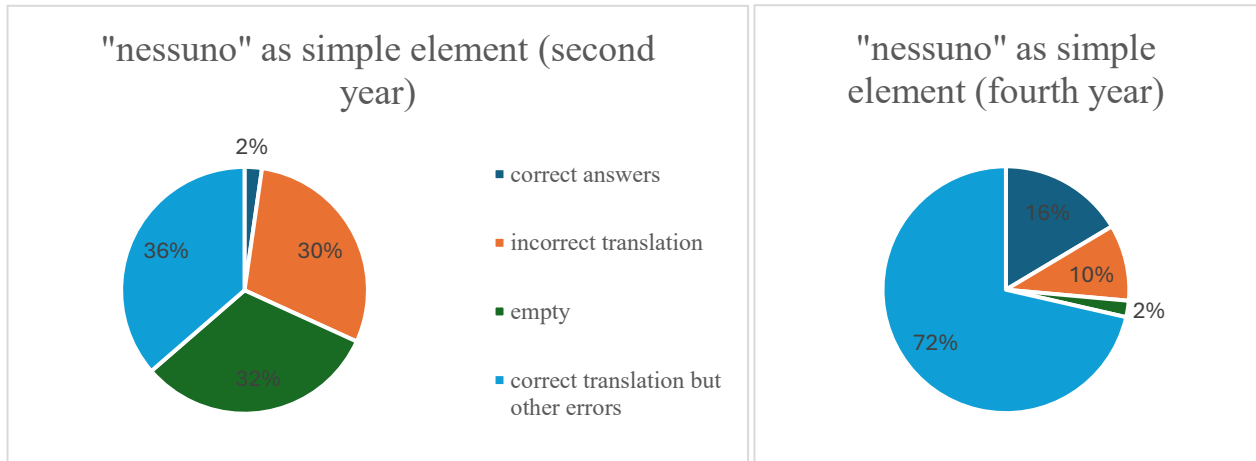 "nessuno" as simple element (second
year)
2%
30%
32%
36%
correct answers
incorrect translation
empty
correct translation but
other errors
"nessuno" as simple
element (fourth year)
16%
10%
2%
72%